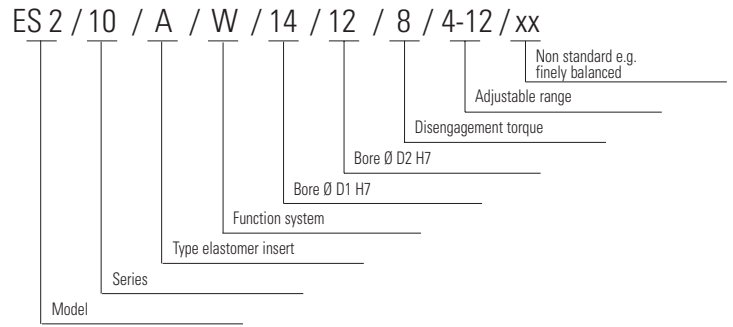 ES 2 / 10 / A / W / 14 / 12 / 8 / 4-12 / xx
Non standard e.g.
finely balanced
Adjustable range
Disengagement torque
Bore Ø D2 H7
Bore Ø D1 H7
Function system
Type elastomer insert
Series
Model